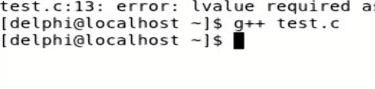 test.c:13: error: lvalue required as
[delphi@localhost ~]$ g++ test.c
[delphi@localhost ~]$